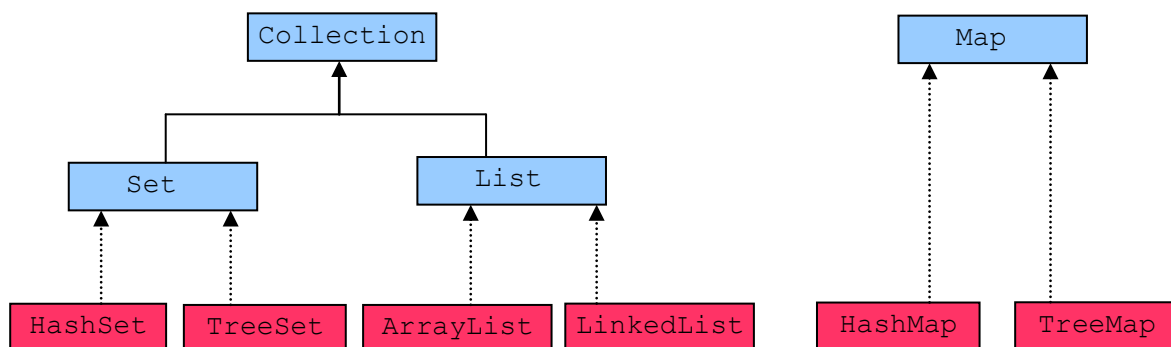 Collection
Map
Set
List
HashSet
TreeSet
ArrayList
LinkedList
HashMap
TreeMap